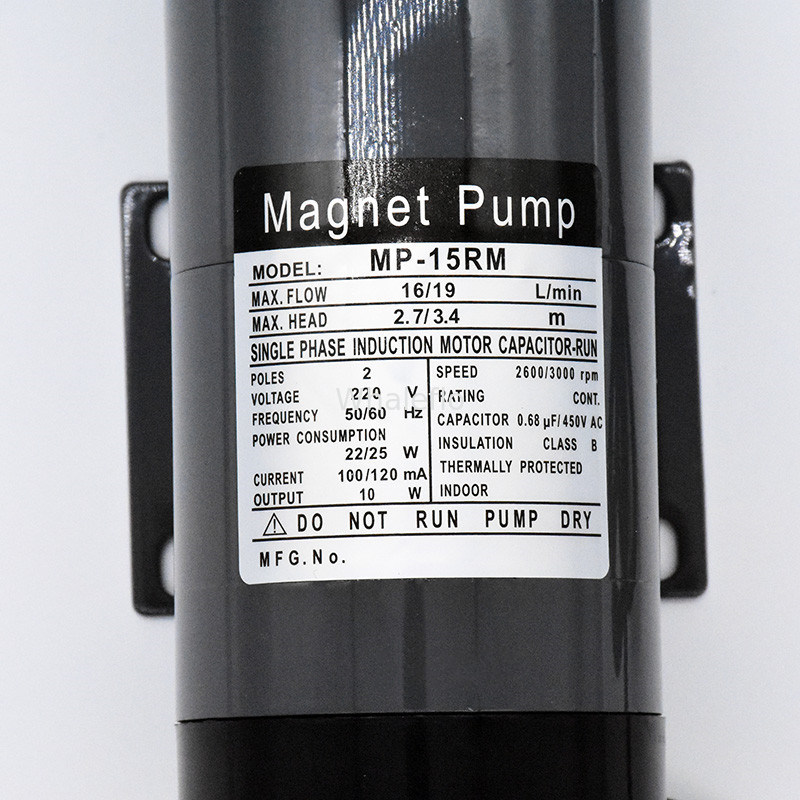 Magnet Pump
MODEL: MP-15RM
MAX. FLOW 16/19 L/min
MAX. HEAD 2.7/3.4 m
SINGLE PHASE INDUCTION MOTOR CAPACITOR-RUN
POLES 2
VOLTAGE 220 V
FREQUENCY 50/60 Hz
POWER CONSUMPTION
22/25 W
CURRENT 100/120 mA
OUTPUT 10 W
SPEED 2600/3000 rpm
RATING CONT.
CAPACITOR 0.68 µF/450V AC
INSULATION CLASS B
THERMALLY PROTECTED
INDOOR
⚠ DO NOT RUN PUMP DRY
MFG.No.